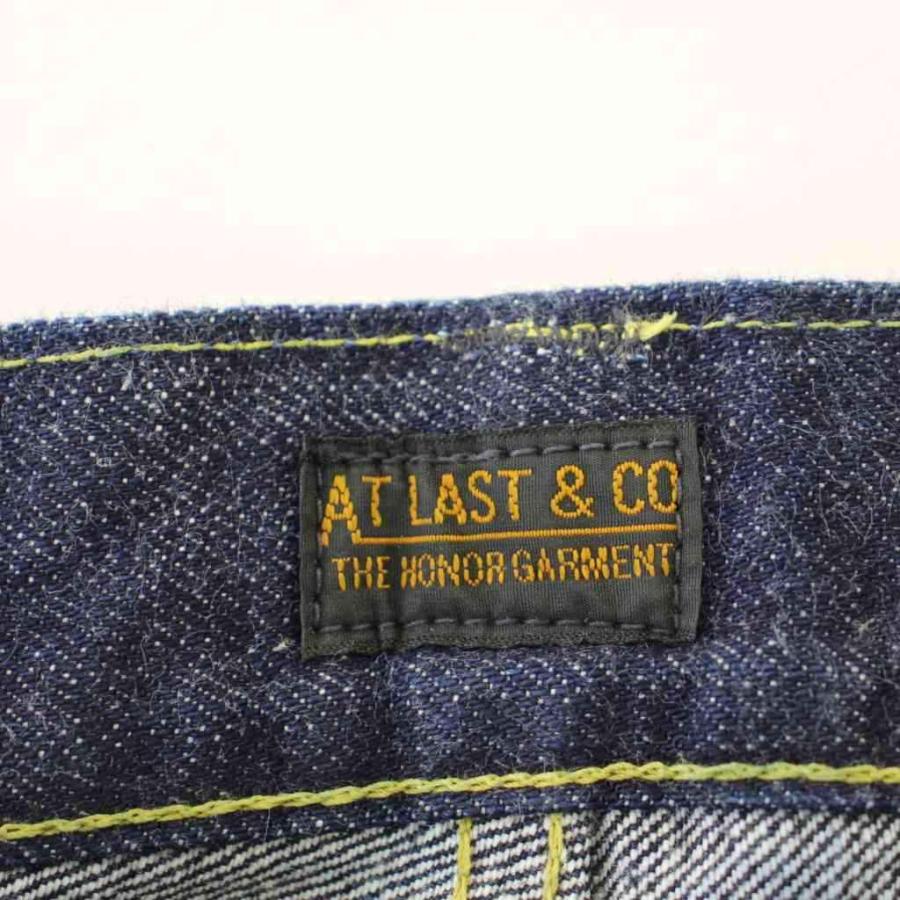 AT LAST & CO
THE HONOR GARMENT